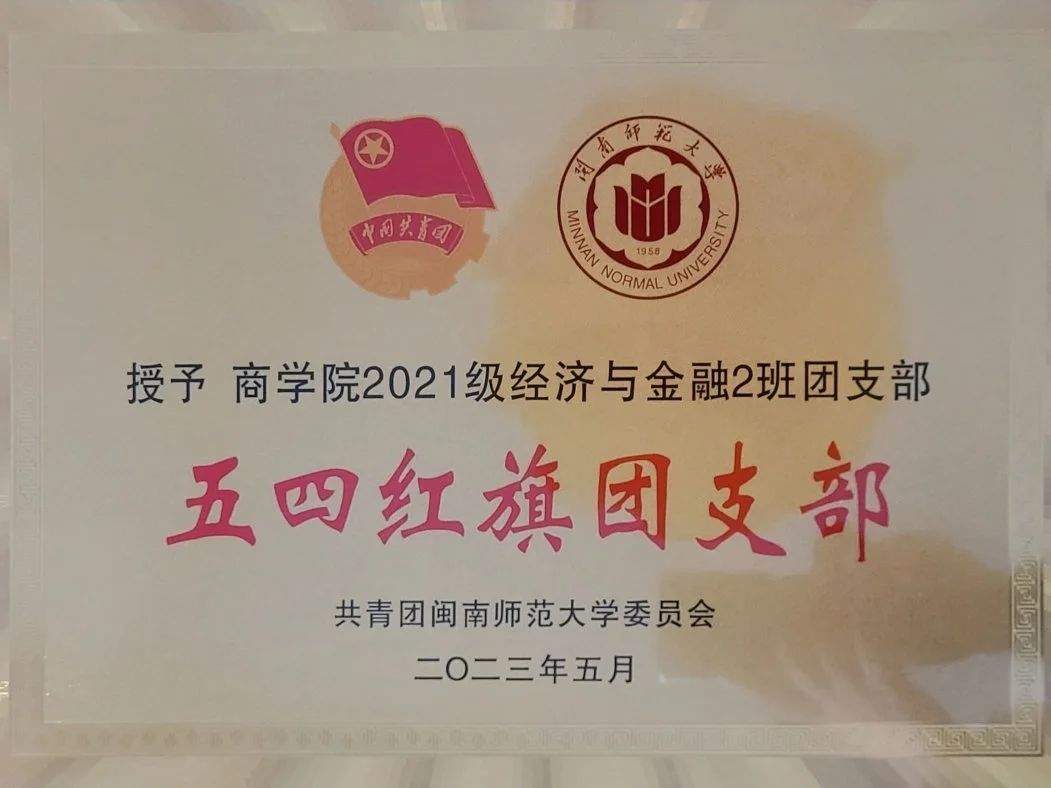 中国共青团
闽南师范大学
1958
MINNAN NORMAL UNIVERSITY
授予 商学院2021级经济与金融2班团支部
五四红旗团支部
共青团闽南师范大学委员会
二〇二三年五月